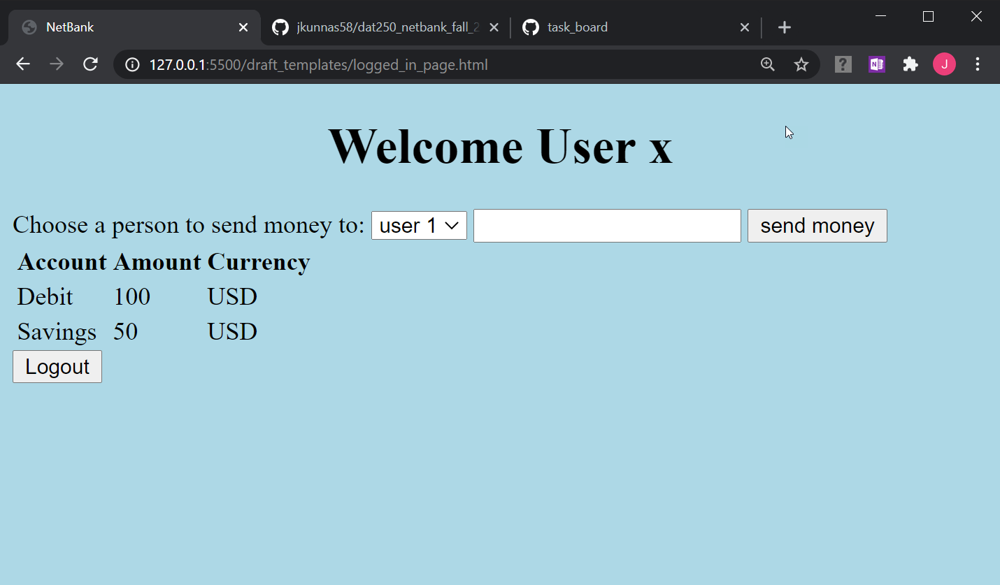 NetBank jkunnas58/dat250_netbank_fall_2 task_board
127.0.0.1:5500/draft_templates/logged_in_page.html ? N J
Welcome User x
Choose a person to send money to: user 1 send money
Account Amount Currency
Debit 100 USD
Savings 50 USD
Logout